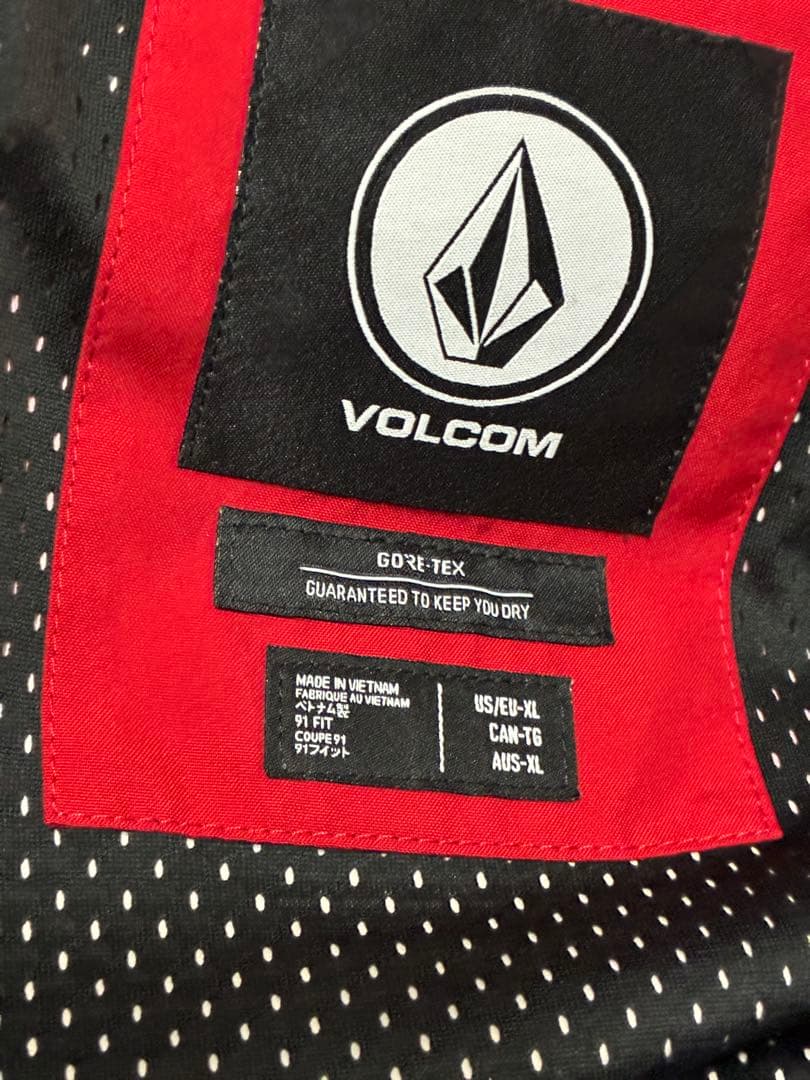 VOLCOM
GORE-TEX
GUARANTEED TO KEEP YOU DRY
MADE IN VIETNAM
FABRIQUE AU VIETNAM
ベトナム製
91 FIT
COUPE 91
91フィット
US/EU-XL
CAN-TG
AUS-XL